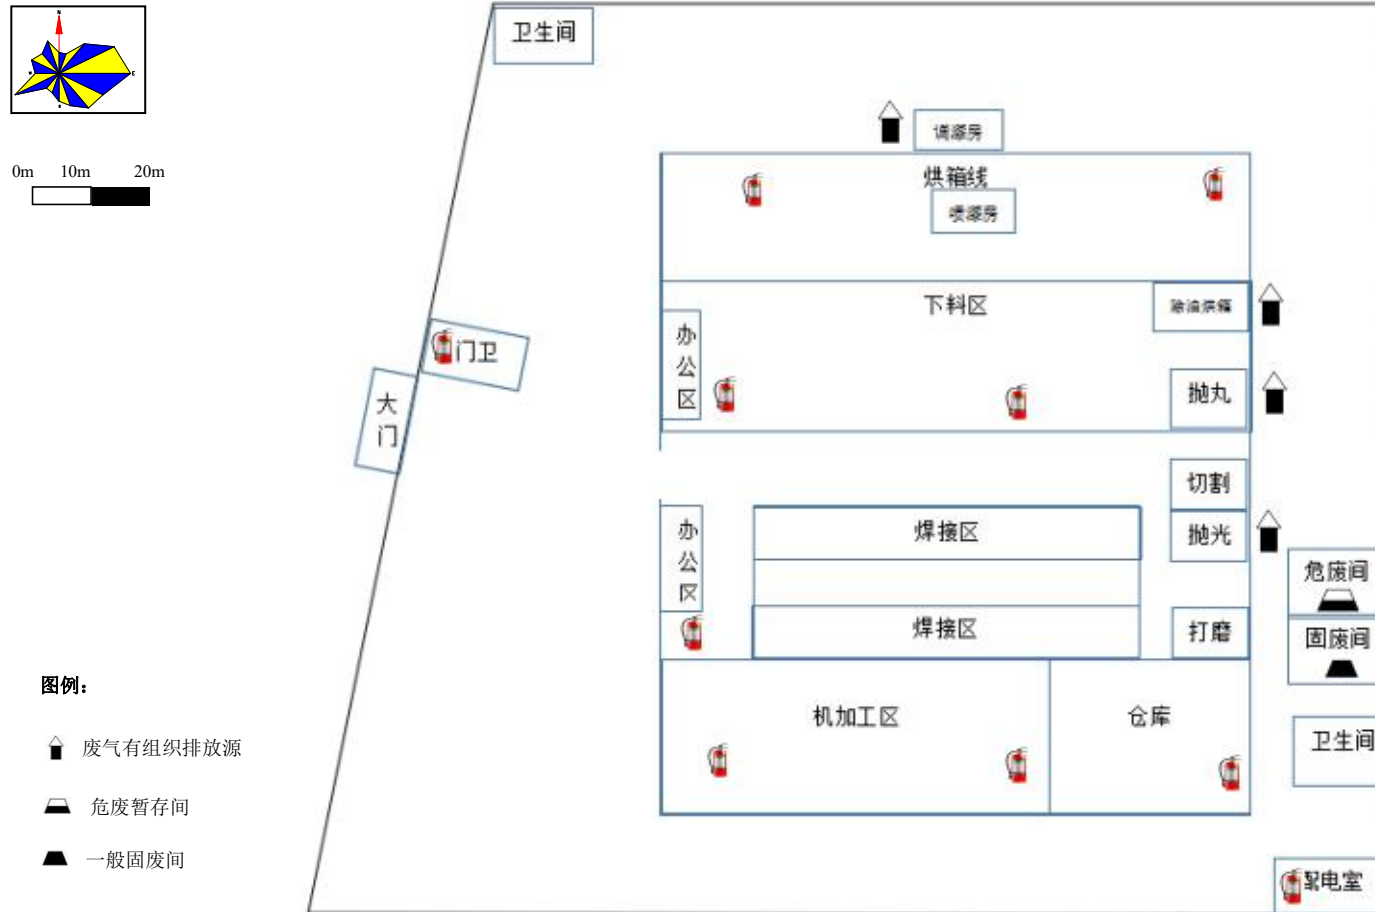 N
E
卫生间
0m 10m 20m
调漆房
烘箱线
喷漆房
下料区
除油烘箱
办公区
门卫
大门
抛丸
切割
办公区
焊接区
抛光
危废间
焊接区
打磨
固废间
图例：
机加工区
仓库
废气有组织排放源
卫生间
危废暂存间
一般固废间
配电室